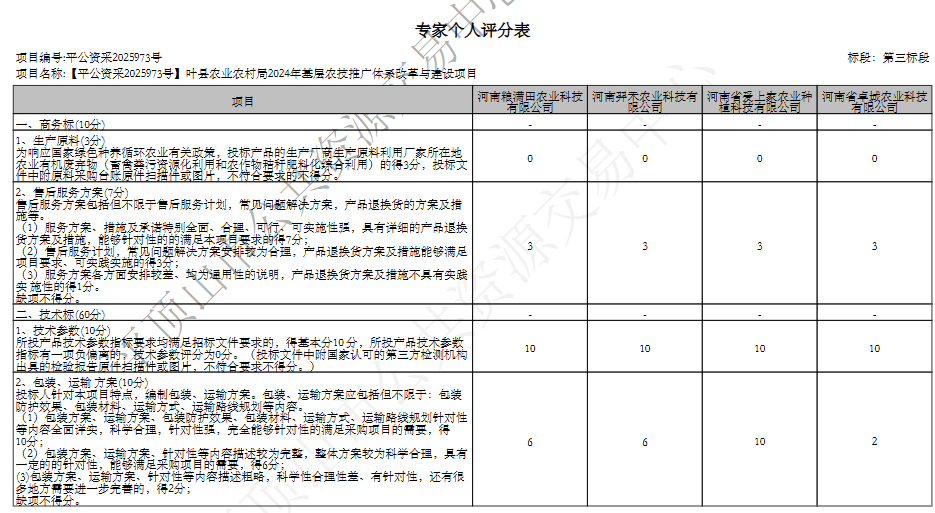 专家个人评分表
项目编号:平公资采2025973号
标段：第三标段
项目名称:【平公资采2025973号】叶县农业农村局2024年基层农技推广体系改革与建设项目
项目
河南粮满田农业科技有限公司
河南羿禾农业科技有限公司
河南省爱上家农业种植科技有限公司
河南省卓城农业科技有限公司
一、商务标(10分)
- - - -
1、生产原料(3分)
为响应国家绿色种养循环农业有关政策，投标产品的生产厂商生产原料利用厂家所在地
农业有机废弃物（畜禽粪污资源化利用和农作物秸秆肥料化综合利用）的得3分，投标文
件中附原料采购台账原件扫描件或图片，不符合要求的不得分。
0 0 0 0
2、售后服务方案(7分)
售后服务方案包括但不限于售后服务计划，常见问题解决方案，产品退换货的方案及措
施等。
（1）服务方案、措施及承诺特别全面、合理、可行、可实施性强，具有详细的产品退换
货方案及措施，能够针对性的的满足本项目要求的得7分；
（2）售后服务计划，常见问题解决方案安排较为合理，产品退换货方案及措施能够满足
项目要求、可实践实施的得3分；
（3）服务方案各方面安排较差、均为通用性的说明，产品退换货方案及措施不具有实践
实 施性的得1分。
缺项不得分。
3 3 3 3
二、技术标(60分)
- - - -
1、技术参数(10分)
所投产品技术参数指标要求均满足招标文件要求的，得基本分10 分，所投产品技术参数
指标有一项负偏离的，技术参数评分为0分。（投标文件中附国家认可的第三方检测机构
出具的检验报告原件扫描件或图片，不符合要求不得分。）
10 10 10 10
2、包装、运输 方案(10分)
投标人针对本项目特点，编制包装、运输方案。包装、运输方案应包括但不限于：包装
防护效果、包装材料、运输方式、运输路线规划等内容。
（1）包装方案、运输方案、包装防护效果、包装材料、运输方式、运输路线规划针对性
等内容全面详实，科学合理，针对性强，完全能够针对性的满足采购项目的需要，得
10分；
（2）包装方案、运输方案、针对性等内容描述较为完整，整体方案较为科学合理，具有
一定的的针对性，能够满足采购项目的需要，得6分；
(3)包装方案、运输方案、针对性等内容描述粗略，科学性合理性差、有针对性，还有很
多地方需要进一步完善的，得2分；
缺项不得分。
6 6 10 2